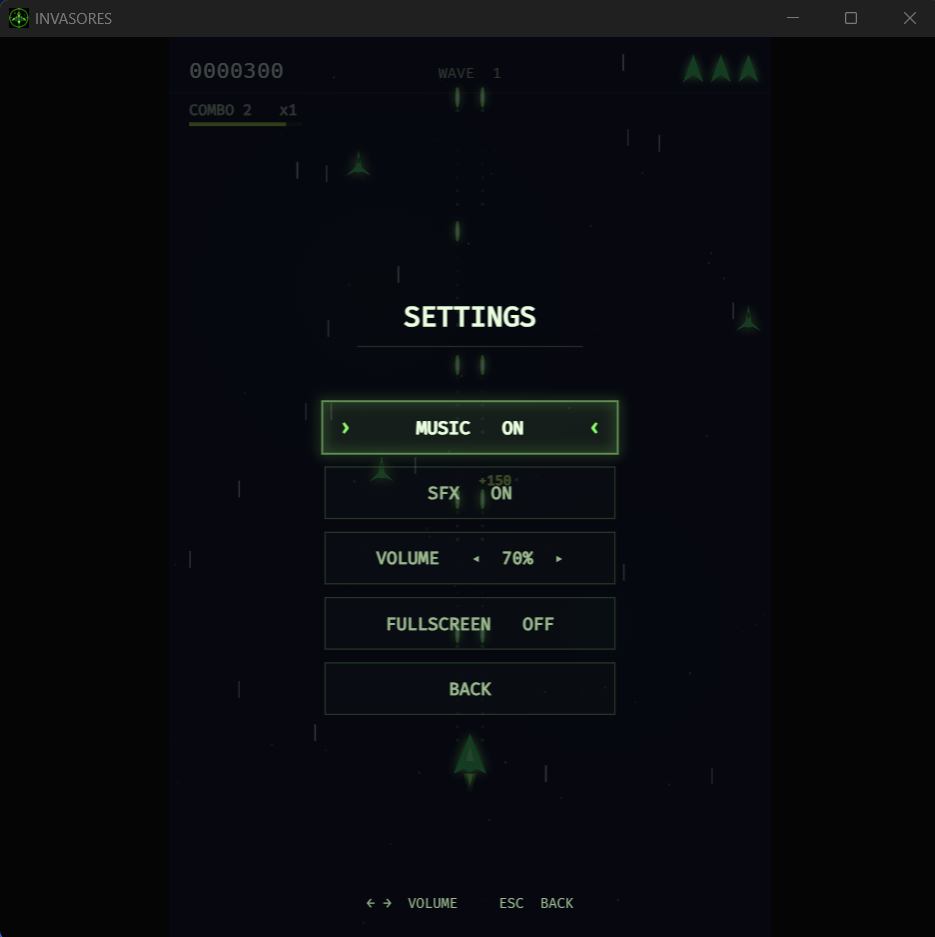 INVASORES
0000300 WAVE 1
COMBO 2 x1
SETTINGS
› MUSIC ON ‹
+150
SFX ON
VOLUME ◂ 70% ▸
FULLSCREEN OFF
BACK
← → VOLUME ESC BACK